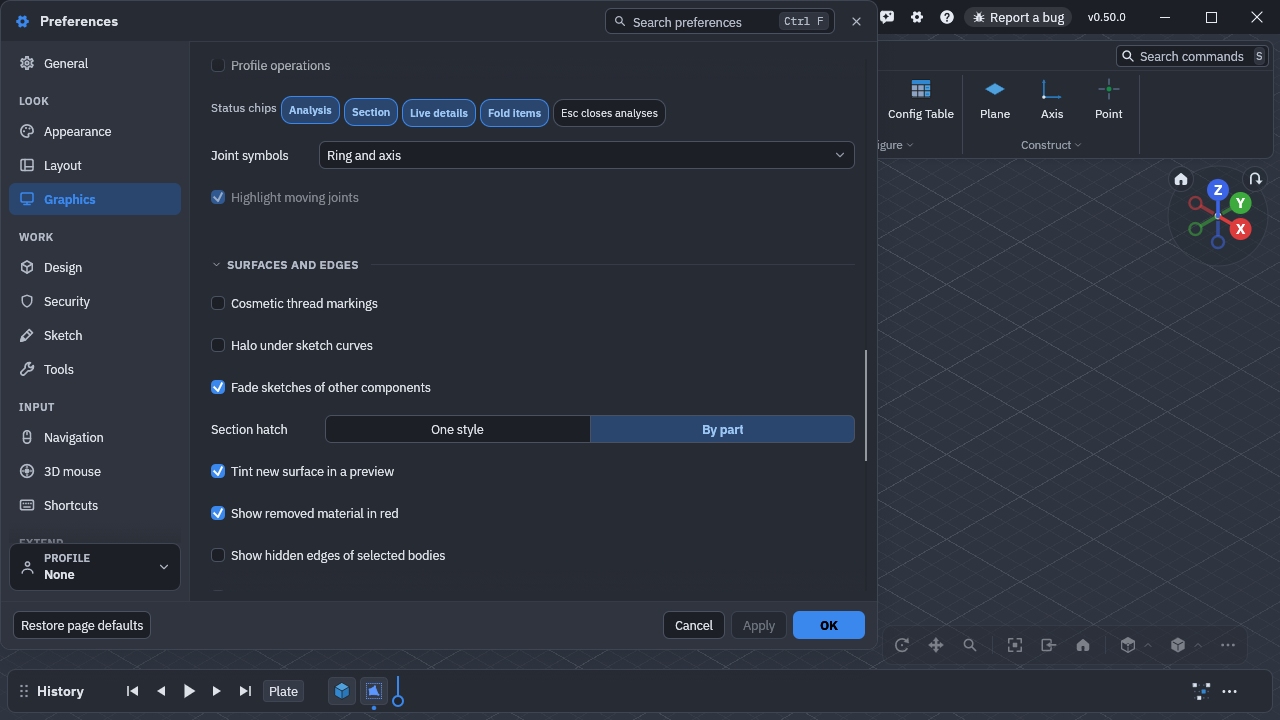 Preferences
Search preferences
Ctrl F
Report a bug
v0.50.0
General
LOOK
Appearance
Layout
Graphics
WORK
Design
Security
Sketch
Tools
INPUT
Navigation
3D mouse
Shortcuts
EXTEND
PROFILE
None
Profile operations
Status chips
Analysis
Section
Live details
Fold items
Esc closes analyses
Joint symbols
Ring and axis
Highlight moving joints
SURFACES AND EDGES
Cosmetic thread markings
Halo under sketch curves
Fade sketches of other components
Section hatch
One style
By part
Tint new surface in a preview
Show removed material in red
Show hidden edges of selected bodies
Restore page defaults
Cancel
Apply
OK
Search commands
S
Config Table
Plane
Axis
Point
igure
Construct
Z
Y
X
History
Plate